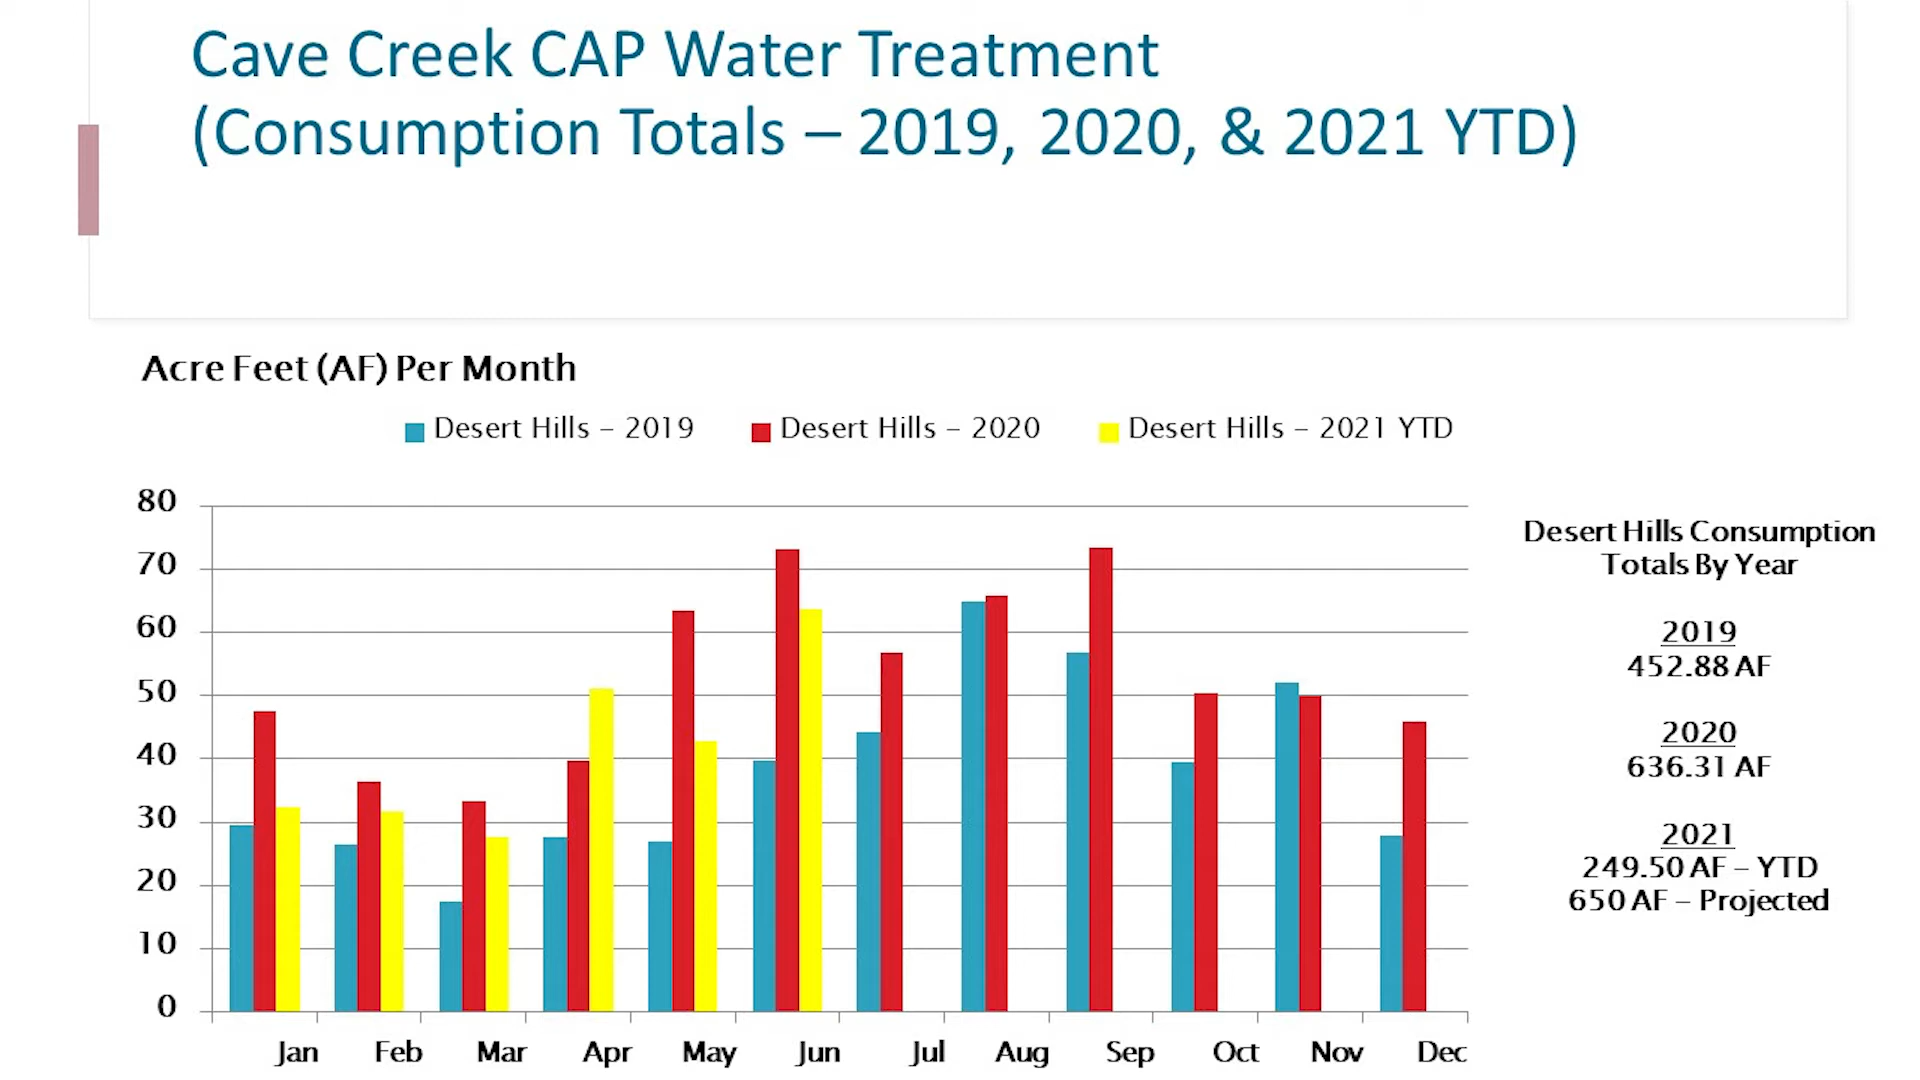 Cave Creek CAP Water Treatment
(Consumption Totals – 2019, 2020, & 2021 YTD)
Acre Feet (AF) Per Month
Desert Hills – 2019 Desert Hills – 2020 Desert Hills – 2021 YTD
80
70
60
50
40
30
20
10
0
Jan Feb Mar Apr May Jun Jul Aug Sep Oct Nov Dec
Desert Hills Consumption
Totals By Year
2019
452.88 AF
2020
636.31 AF
2021
249.50 AF – YTD
650 AF – Projected